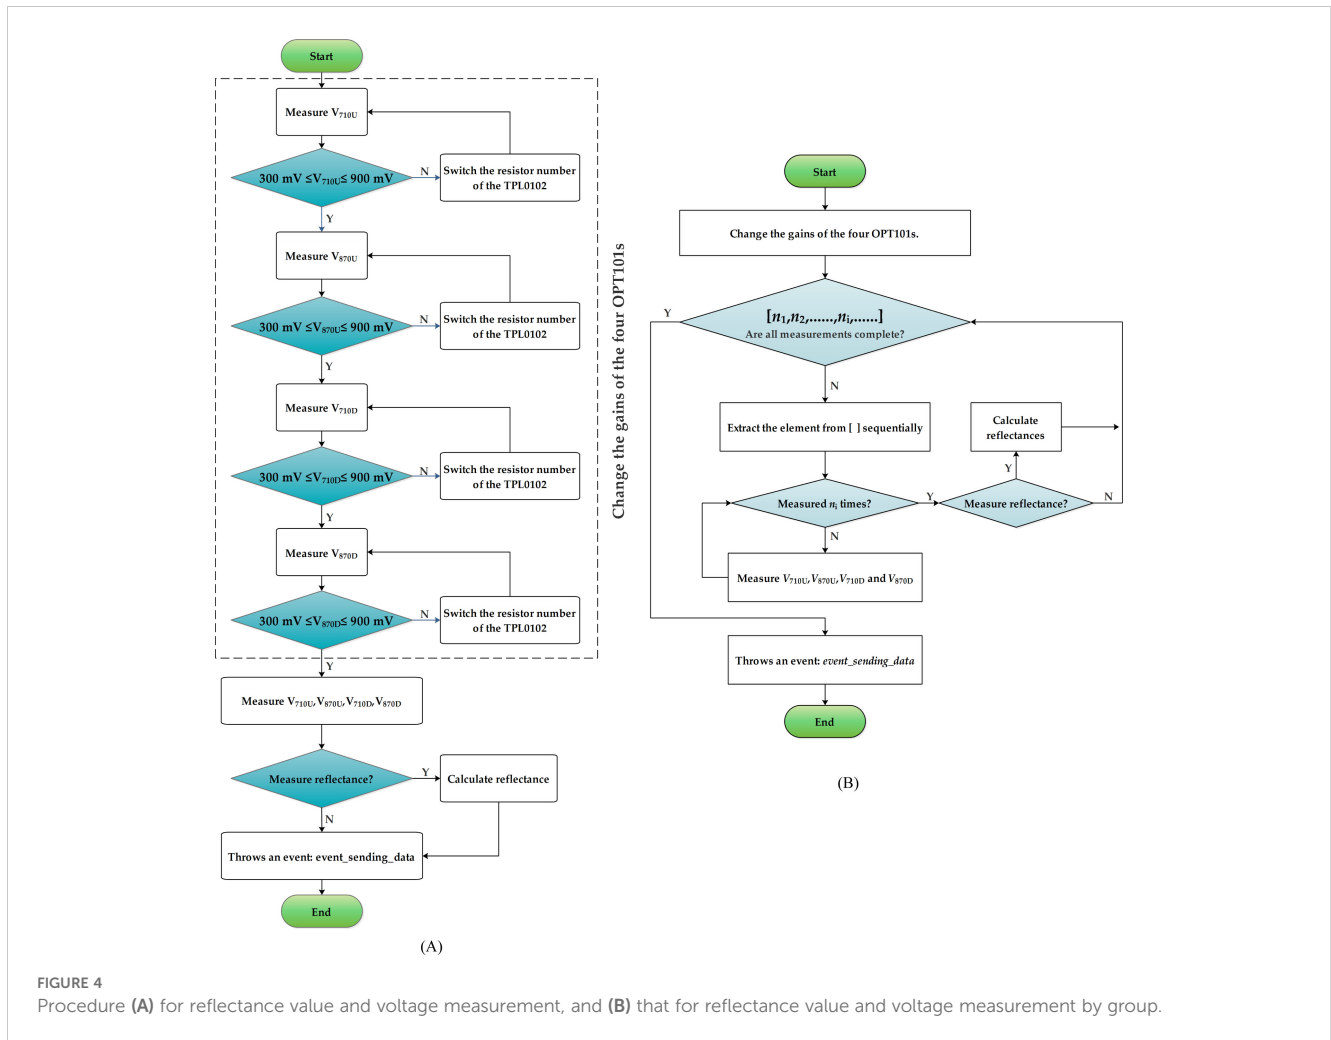 Start
Measure V710U
300 mV ≤V710U≤ 900 mV
N
Switch the resistor number
of the TPL0102
Y
Measure V870U
300 mV ≤V870U≤ 900 mV
N
Switch the resistor number
of the TPL0102
Y
Measure V710D
300 mV ≤V710D≤ 900 mV
N
Switch the resistor number
of the TPL0102
Y
Measure V870D
300 mV ≤V870D≤ 900 mV
N
Switch the resistor number
of the TPL0102
Y
Change the gains of the four OPT101s
Measure V710U,V870U,V710D,V870D
Measure reflectance?
Y
Calculate reflectance
N
Throws an event: event_sending_data
End
(A)
Start
Change the gains of the four OPT101s.
[n1,n2,......,ni,......]
Are all measurements complete?
Y
N
Extract the element from [ ] sequentially
Calculate
reflectances
Y
Measured ni times?
Y
Measure reflectance?
N
N
Measure V710U,V870U,V710D and V870D
Throws an event: event_sending_data
End
(B)
FIGURE 4
Procedure (A) for reflectance value and voltage measurement, and (B) that for reflectance value and voltage measurement by group.